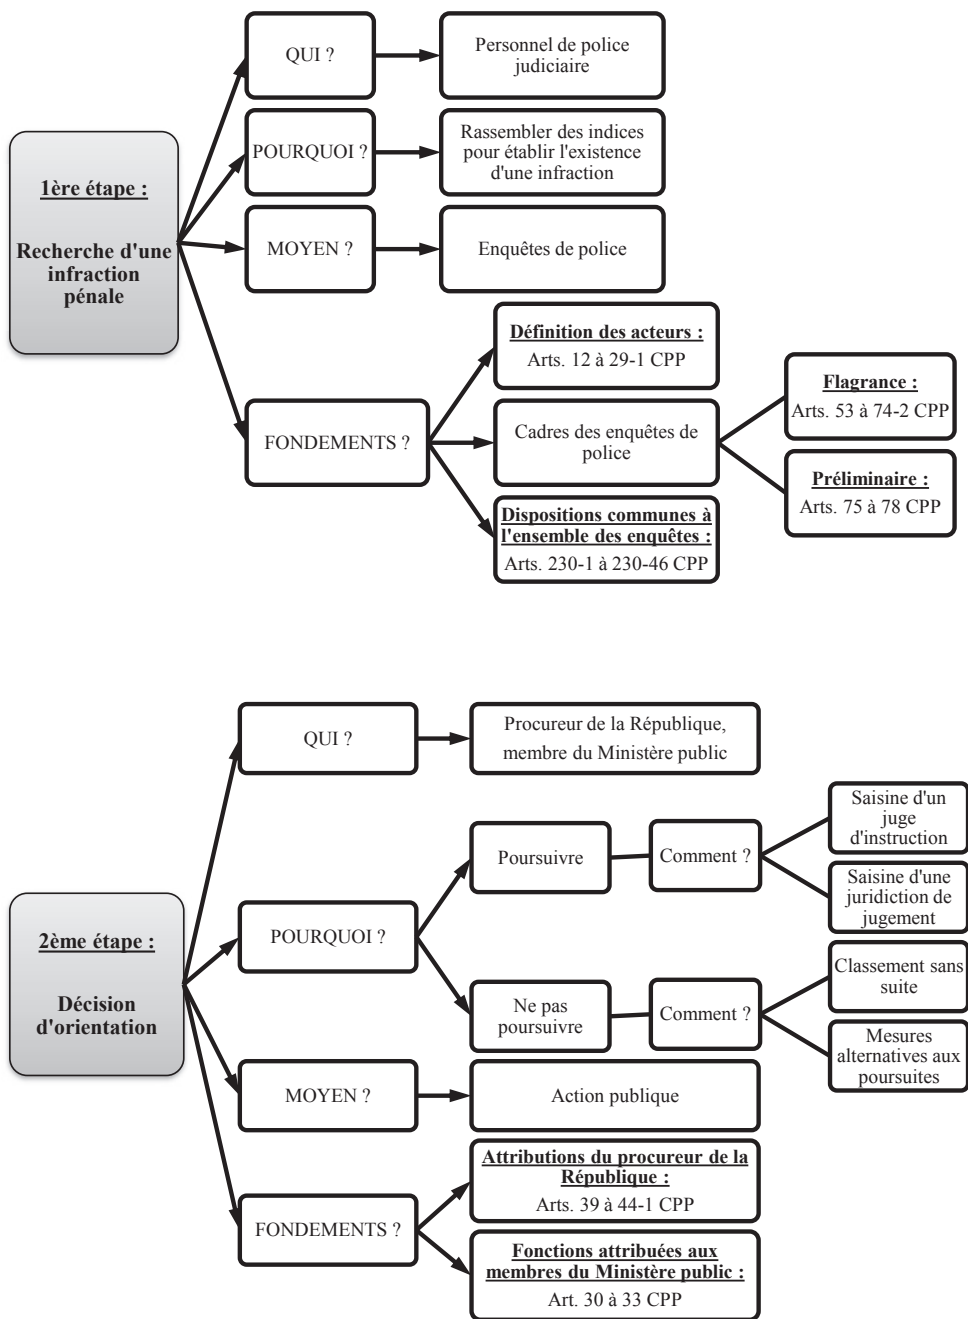 1ère étape :
Recherche d'une
infraction
pénale
QUI ?
Personnel de police
judiciaire
POURQUOI ?
Rassembler des indices
pour établir l'existence
d'une infraction
MOYEN ?
Enquêtes de police
FONDEMENTS ?
Définition des acteurs :
Arts. 12 à 29-1 CPP
Cadres des enquêtes de
police
Flagrance :
Arts. 53 à 74-2 CPP
Préliminaire :
Arts. 75 à 78 CPP
Dispositions communes à
l'ensemble des enquêtes :
Arts. 230-1 à 230-46 CPP
2ème étape :
Décision
d'orientation
QUI ?
Procureur de la République,
membre du Ministère public
POURQUOI ?
Poursuivre
Comment ?
Saisine d'un
juge
d'instruction
Saisine d'une
juridiction de
jugement
Ne pas
poursuivre
Comment ?
Classement sans
suite
Mesures
alternatives aux
poursuites
MOYEN ?
Action publique
FONDEMENTS ?
Attributions du procureur de la
République :
Arts. 39 à 44-1 CPP
Fonctions attribuées aux
membres du Ministère public :
Art. 30 à 33 CPP